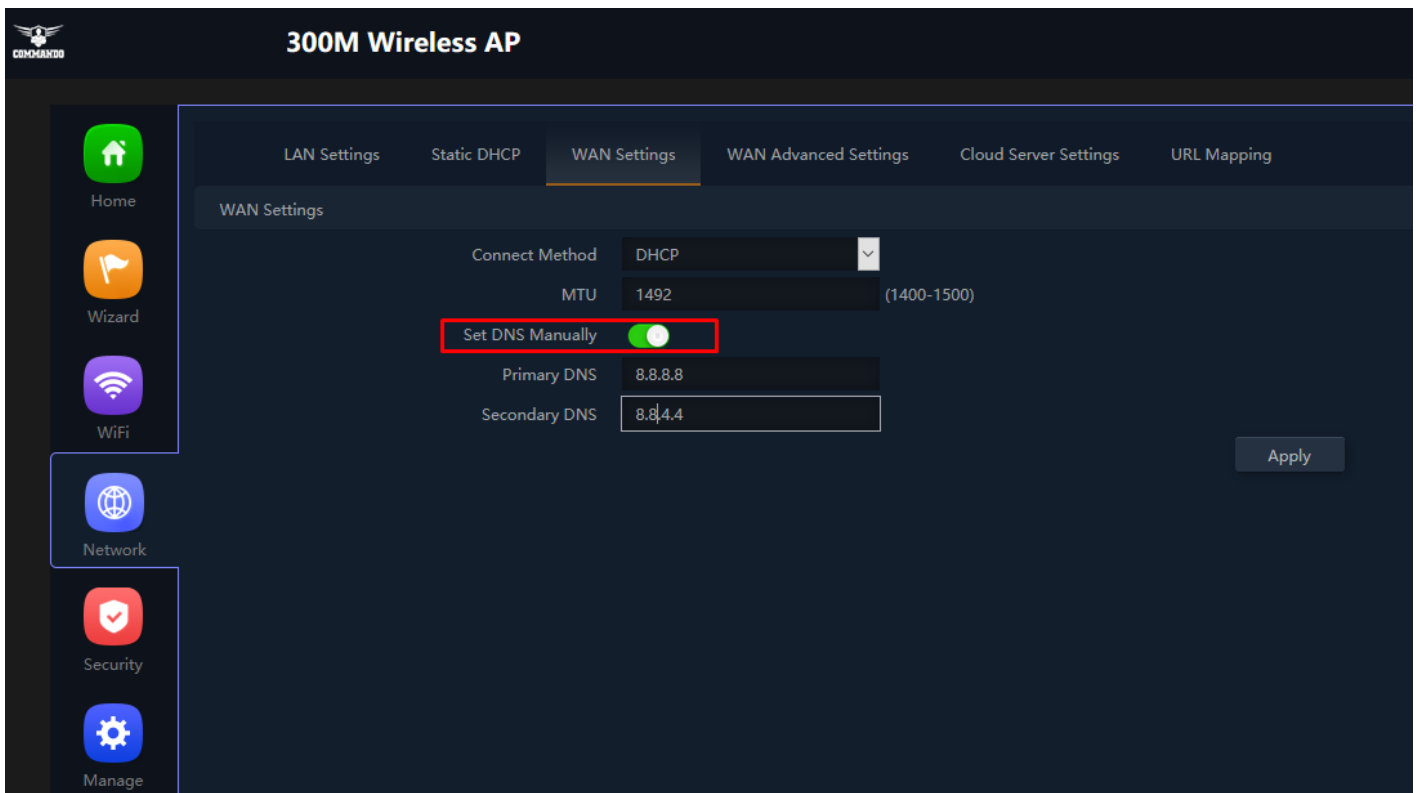 COMMANDO
300M Wireless AP
LAN Settings Static DHCP WAN Settings WAN Advanced Settings Cloud Server Settings URL Mapping
Home
WAN Settings
Connect Method DHCP
MTU 1492 (1400-1500)
Wizard
Set DNS Manually
Primary DNS 8.8.8.8
Secondary DNS 8.8.4.4
WiFi
Apply
Network
Security
Manage